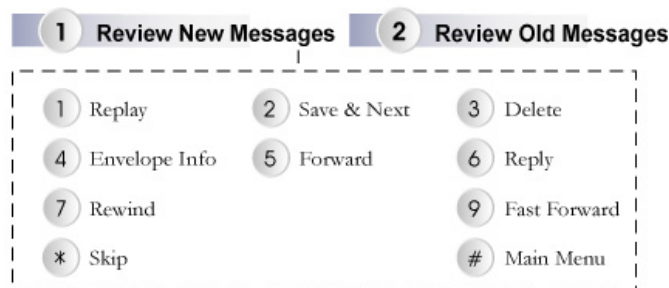 1 Review New Messages 2 Review Old Messages
1 Replay 2 Save & Next 3 Delete
4 Envelope Info 5 Forward 6 Reply
7 Rewind 9 Fast Forward
* Skip # Main Menu